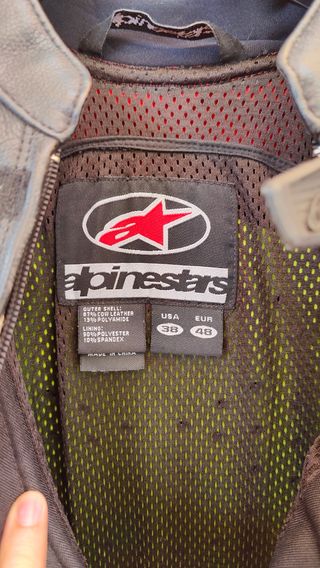 alpinestars
alpinestars
OUTER SHELL:
87% COW LEATHER
13% POLYAMIDE
LINING:
90% POLYESTER
10% SPANDEX
MADE IN CHINA
USA EUR
38 48